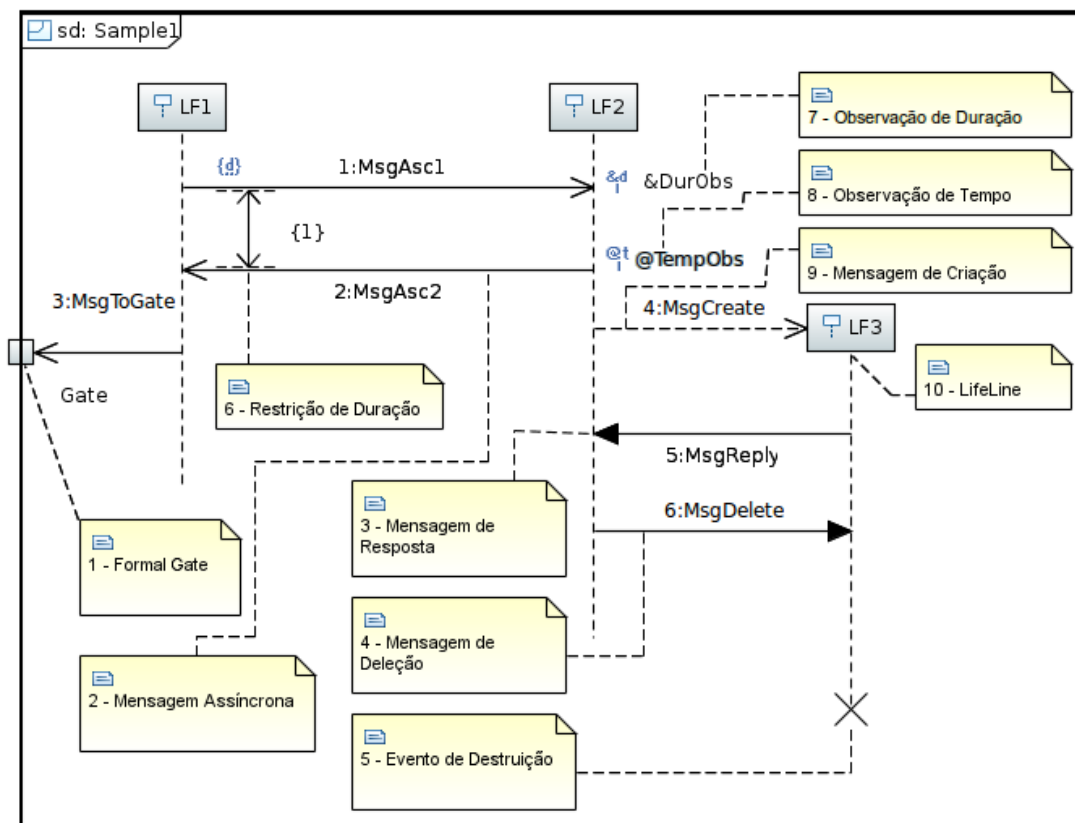 sd: Sample1
LF1
LF2
7 - Observação de Duração
{d}
1:MsgAsc1
&d
&DurObs
8 - Observação de Tempo
{1}
@t
@TempObs
9 - Mensagem de Criação
2:MsgAsc2
3:MsgToGate
4:MsgCreate
LF3
Gate
6 - Restrição de Duração
10 - LifeLine
5:MsgReply
6:MsgDelete
3 - Mensagem de
Resposta
1 - Formal Gate
4 - Mensagem de
Deleção
2 - Mensagem Assíncrona
5 - Evento de Destruição